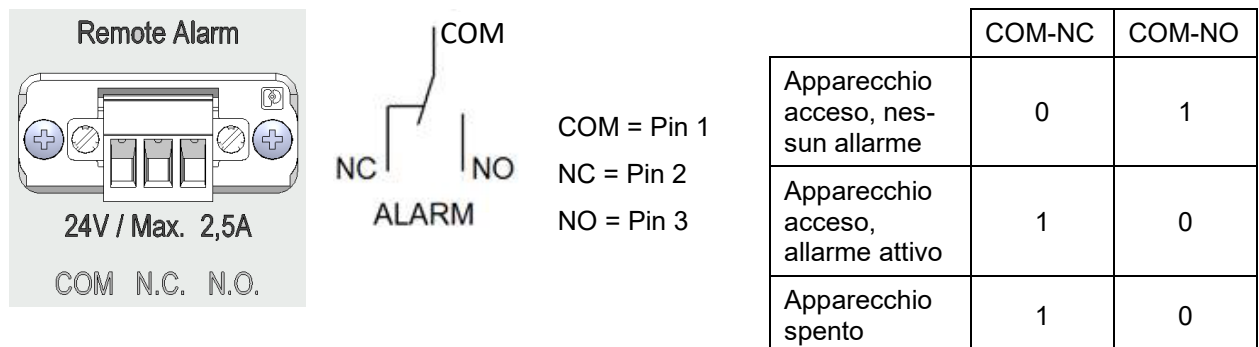 Remote Alarm
24V / Max. 2,5A
COM N.C. N.O.
COM
NC
NO
ALARM
COM = Pin 1
NC = Pin 2
NO = Pin 3
COM-NC COM-NO
Apparecchio
acceso, nes-
sun allarme
0 1
Apparecchio
acceso,
allarme attivo
1 0
Apparecchio
spento
1 0